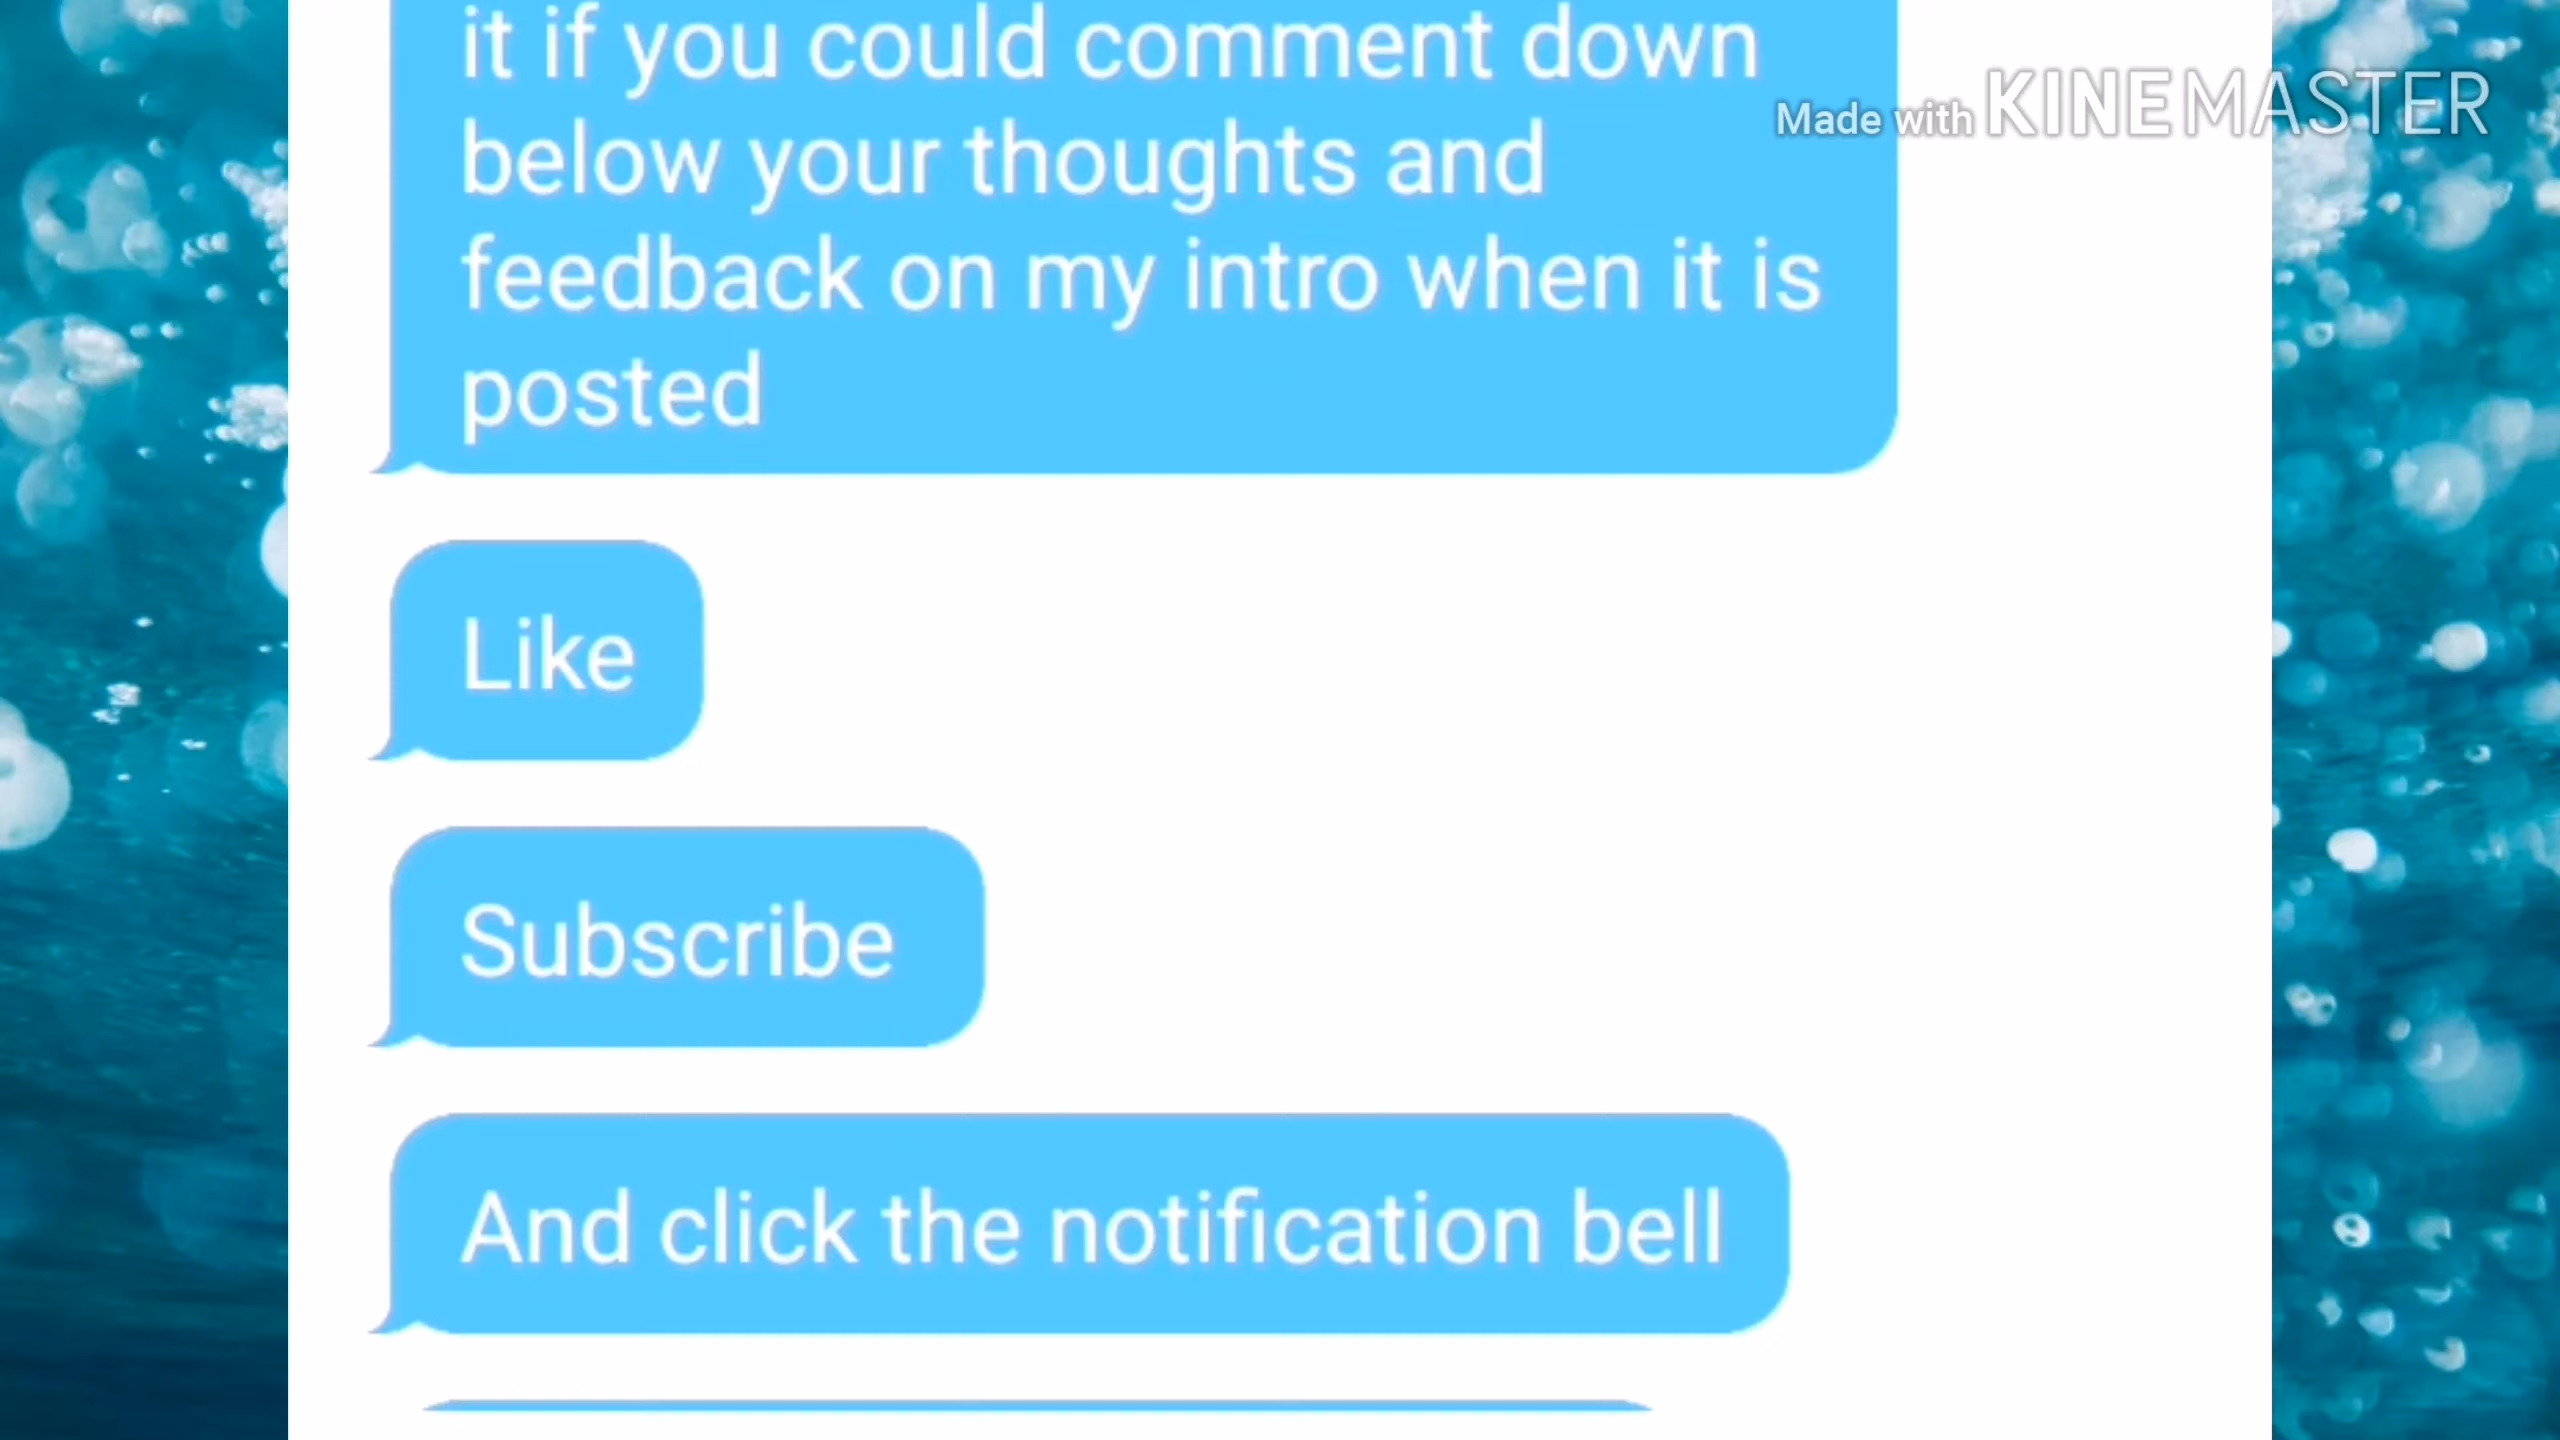 it if you could comment down
Made with KINEMASTER
below your thoughts and
feedback on my intro when it is
posted
Like
Subscribe
And click the notification bell